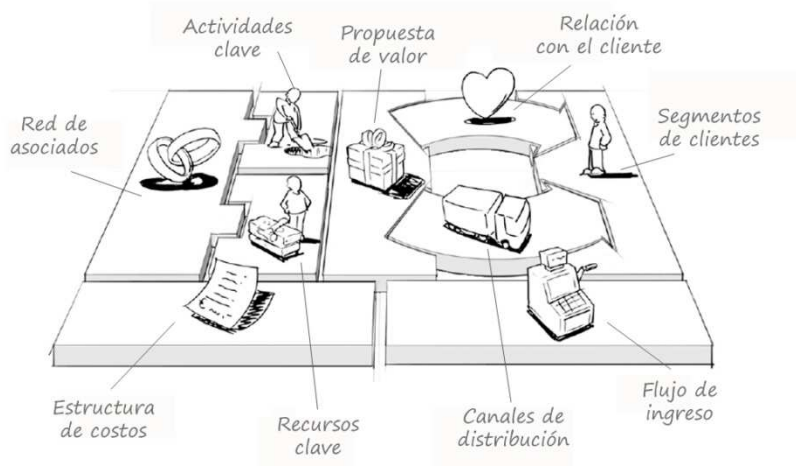 Actividades
clave
Propuesta
de valor
Relación
con el cliente
Red de
asociados
Segmentos
de clientes
Estructura
de costos
Recursos
clave
Canales de
distribución
Flujo de
ingreso